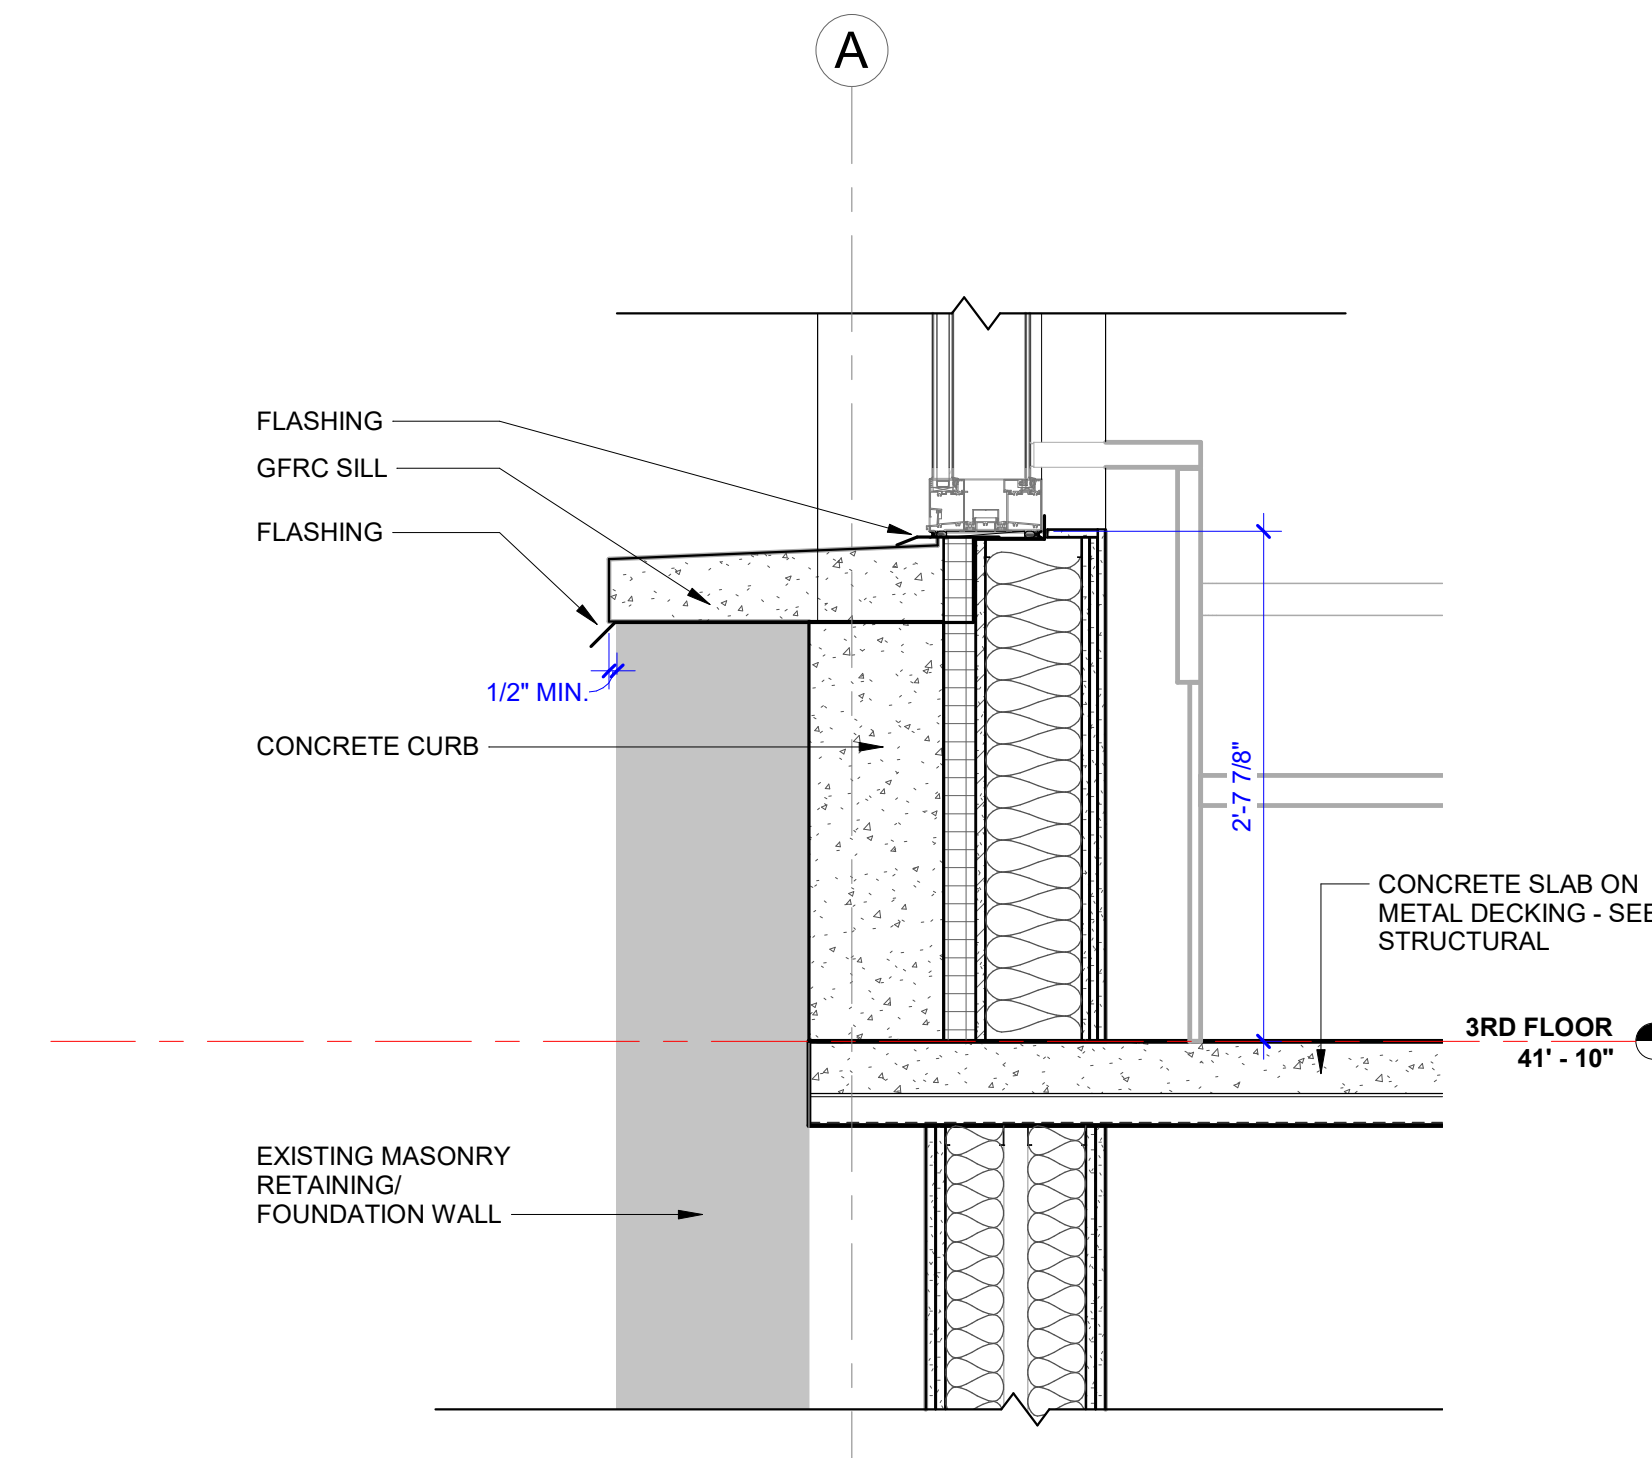 A
FLASHING
GFRC SILL
FLASHING
1/2" MIN.
CONCRETE CURB
2'-7 7/8"
CONCRETE SLAB ON
METAL DECKING - SEE
STRUCTURAL
3RD FLOOR
41' - 10"
EXISTING MASONRY
RETAINING/
FOUNDATION WALL